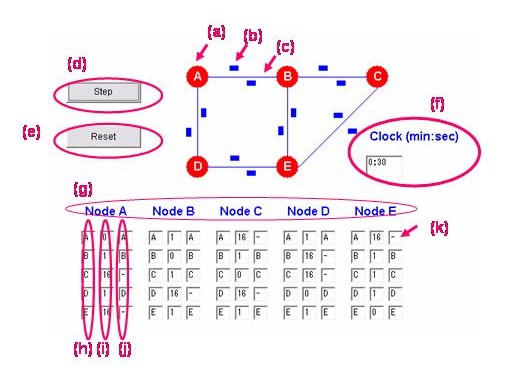 (a)
(b)
(c)
(d)
A
B
C
Step
(f)
(e)
Reset
Clock (min:sec)
0:30
D
E
(g)
Node A Node B Node C Node D Node E
(k)
A 0 A A 1 A A 16 - A 1 A A 16 -
B 1 B B 0 B B 1 B B 16 - B 1 B
C 16 - C 1 C C 0 C C 16 - C 1 C
D 1 D D 16 - D 16 - D 0 D D 1 D
E 16 - E 1 E E 1 E E 1 E E 0 E
(h) (i) (j)